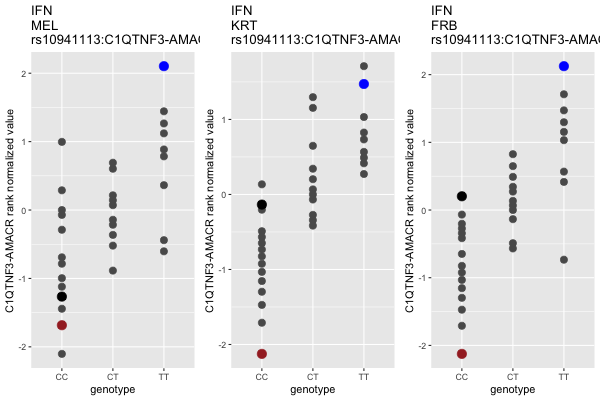 IFN
MEL
rs10941113:C1QTNF3-AMAC
C1QTNF3-AMACR rank normalized value
2
1
0
-1
-2
CC CT TT
genotype
IFN
KRT
rs10941113:C1QTNF3-AMAC
C1QTNF3-AMACR rank normalized value
1
0
-1
-2
CC CT TT
genotype
IFN
FRB
rs10941113:C1QTNF3-AMAC
C1QTNF3-AMACR rank normalized value
2
1
0
-1
-2
CC CT TT
genotype